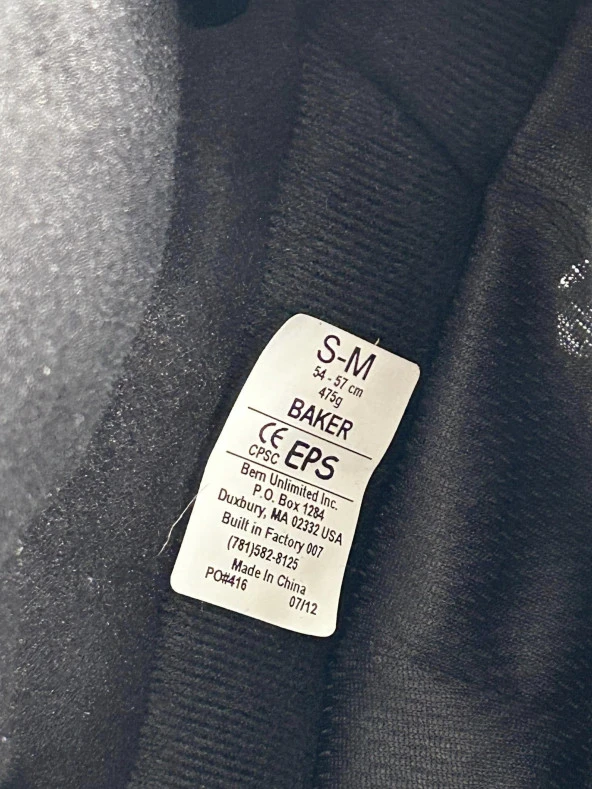 S-M
54 - 57 cm
475g
BAKER
CE
CPSC EPS
Bern Unlimited Inc.
P.O. Box 1284
Duxbury, MA 02332 USA
Built in Factory 007
(781)582-8125
Made In China
PO#416 07/12